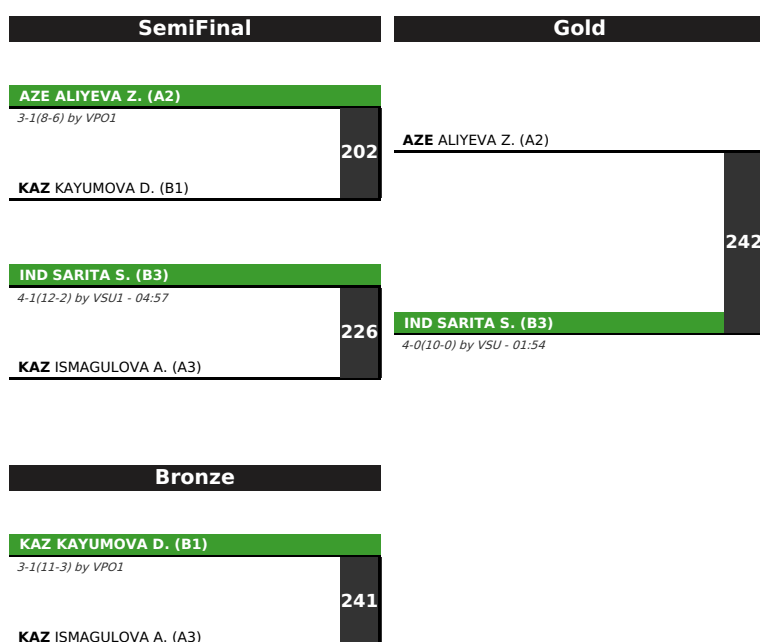 SemiFinal
AZE ALIYEVA Z. (A2)
3-1(8-6) by VPO1
202
KAZ KAYUMOVA D. (B1)
IND SARITA S. (B3)
4-1(12-2) by VSU1 - 04:57
226
KAZ ISMAGULOVA A. (A3)
Gold
AZE ALIYEVA Z. (A2)
242
IND SARITA S. (B3)
4-0(10-0) by VSU - 01:54
Bronze
KAZ KAYUMOVA D. (B1)
3-1(11-3) by VPO1
241
KAZ ISMAGULOVA A. (A3)